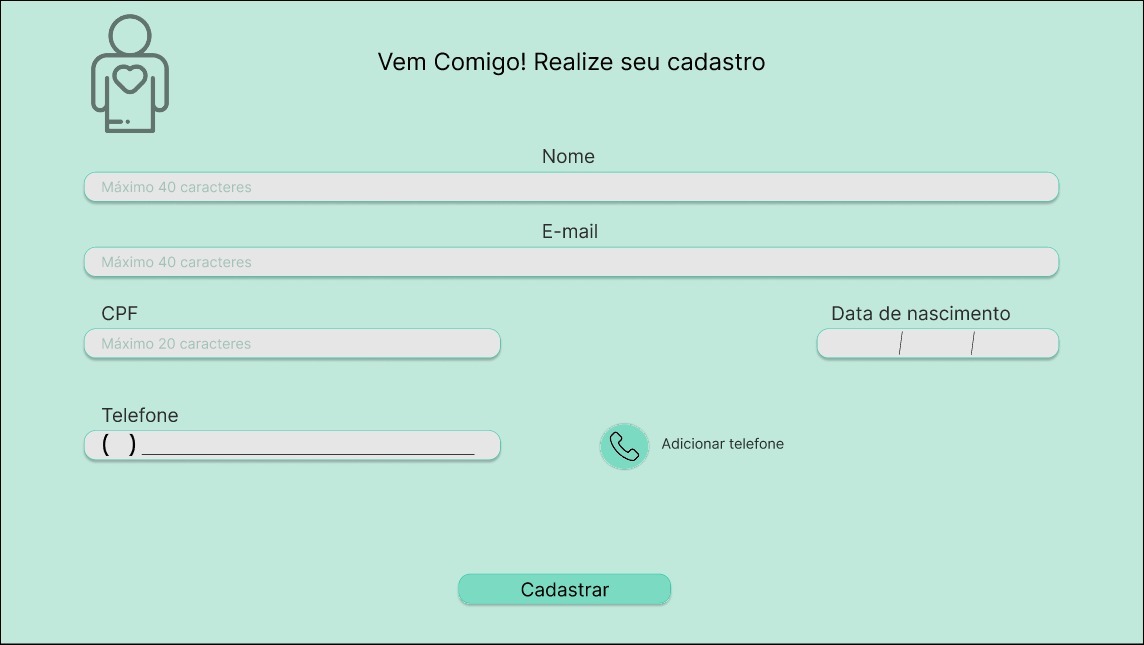 Vem Comigo! Realize seu cadastro
Nome
Máximo 40 caracteres
E-mail
Máximo 40 caracteres
CPF
Data de nascimento
Máximo 20 caracteres
/ /
Telefone
( ) ______________________________
Adicionar telefone
Cadastrar